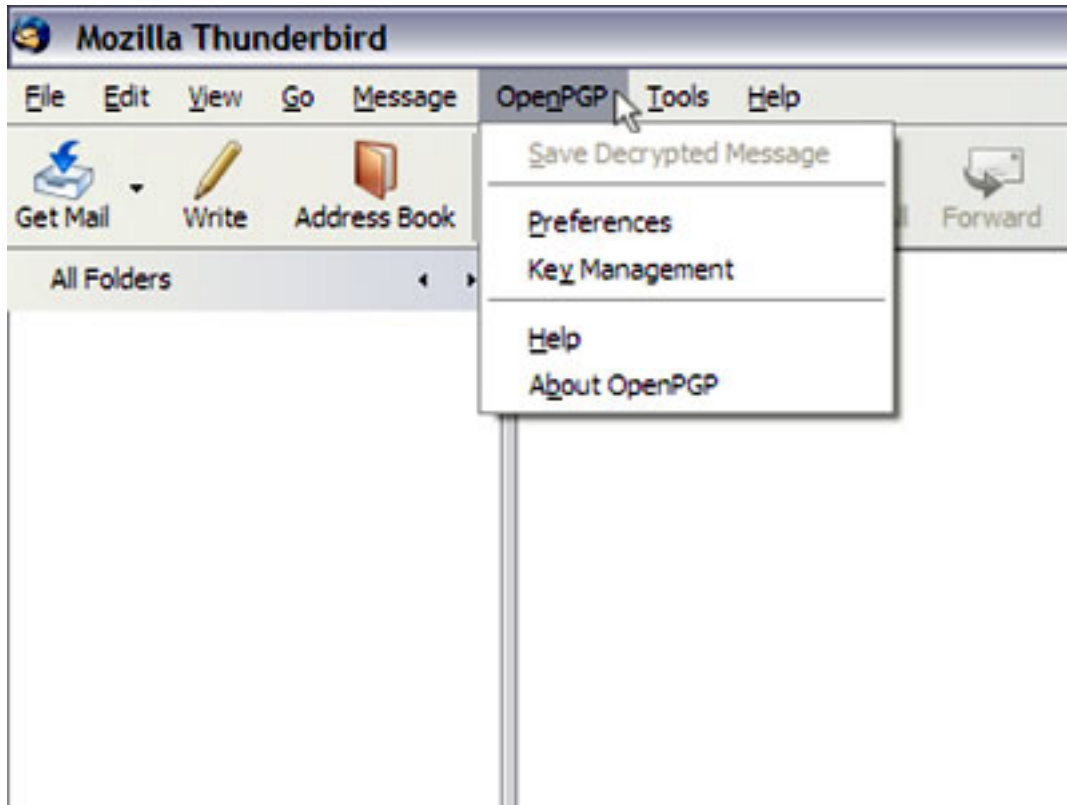 Mozilla Thunderbird
File Edit View Go Message OpenPGP Tools Help
Get Mail Write Address Book Forward
Save Decrypted Message
Preferences
Key Management
Help
About OpenPGP
All Folders